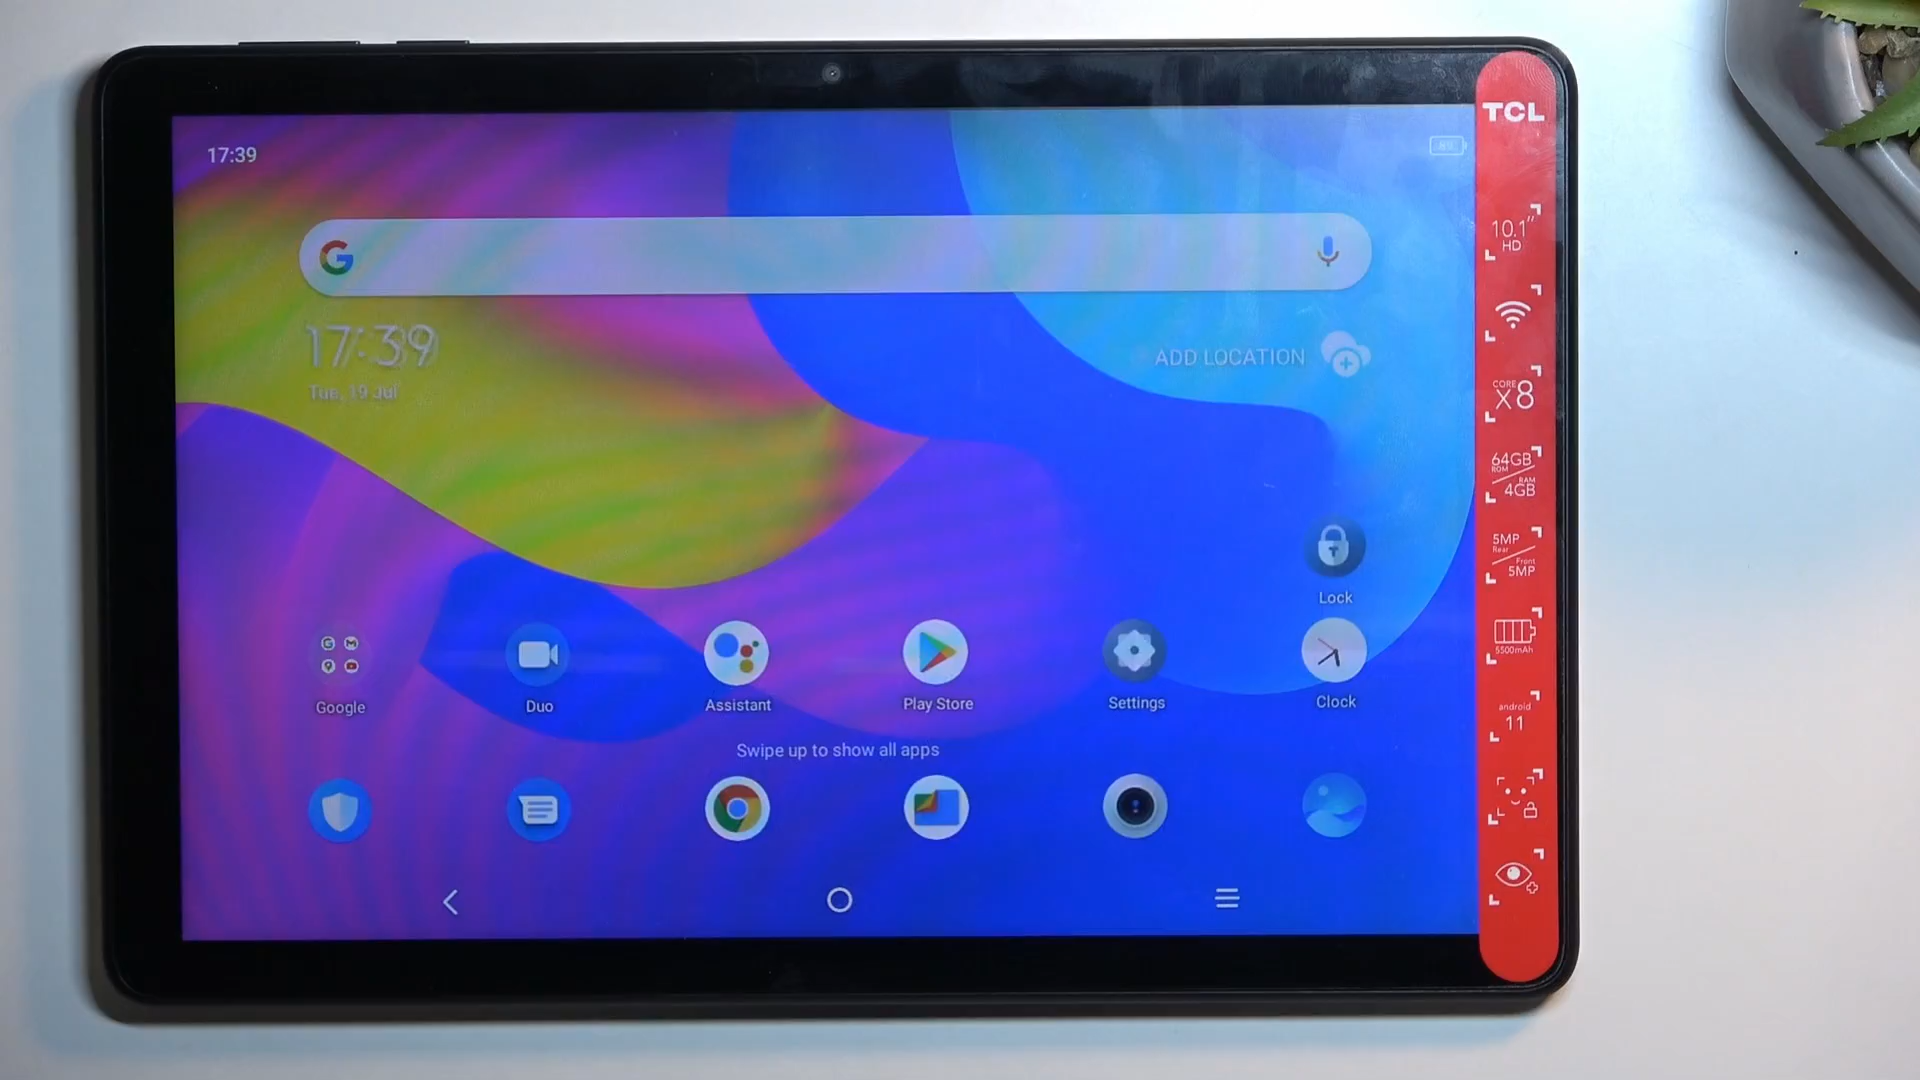 TCL
17:39
10.1" HD
17:39
ADD LOCATION
Tue, 19 Jul
CORE X8
64GB ROM
RAM 4GB
5MP Rear
Front 5MP
Lock
5500mAh
Google
Duo
Assistant
Play Store
Settings
Clock
android 11
Swipe up to show all apps